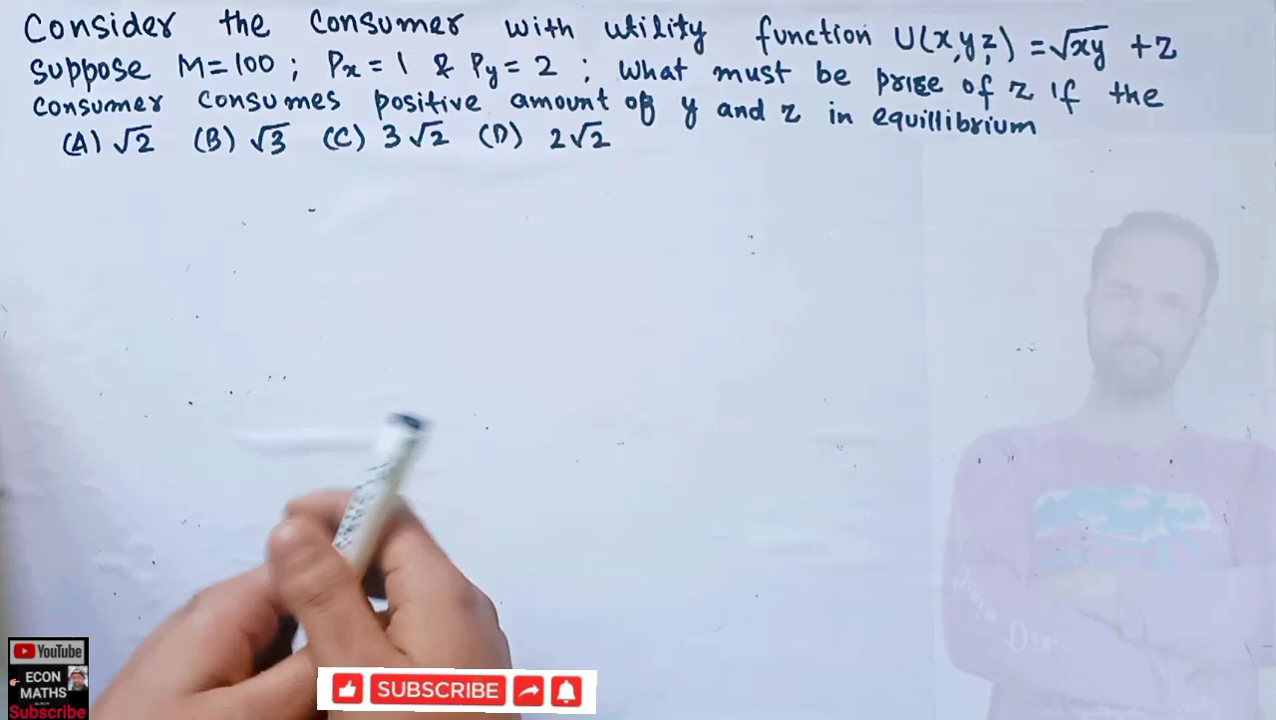 Consider the consumer with utility function U(x,y,z) = √xy + z
suppose M=100 ; Px = 1 & Py = 2 ; what must be prise of z if the
consumer consumes positive amount of y and z in equillibrium
(A) √2 (B) √3 (C) 3√2 (D) 2√2
YouTube
ECON
MATHS
Subscribe
SUBSCRIBE